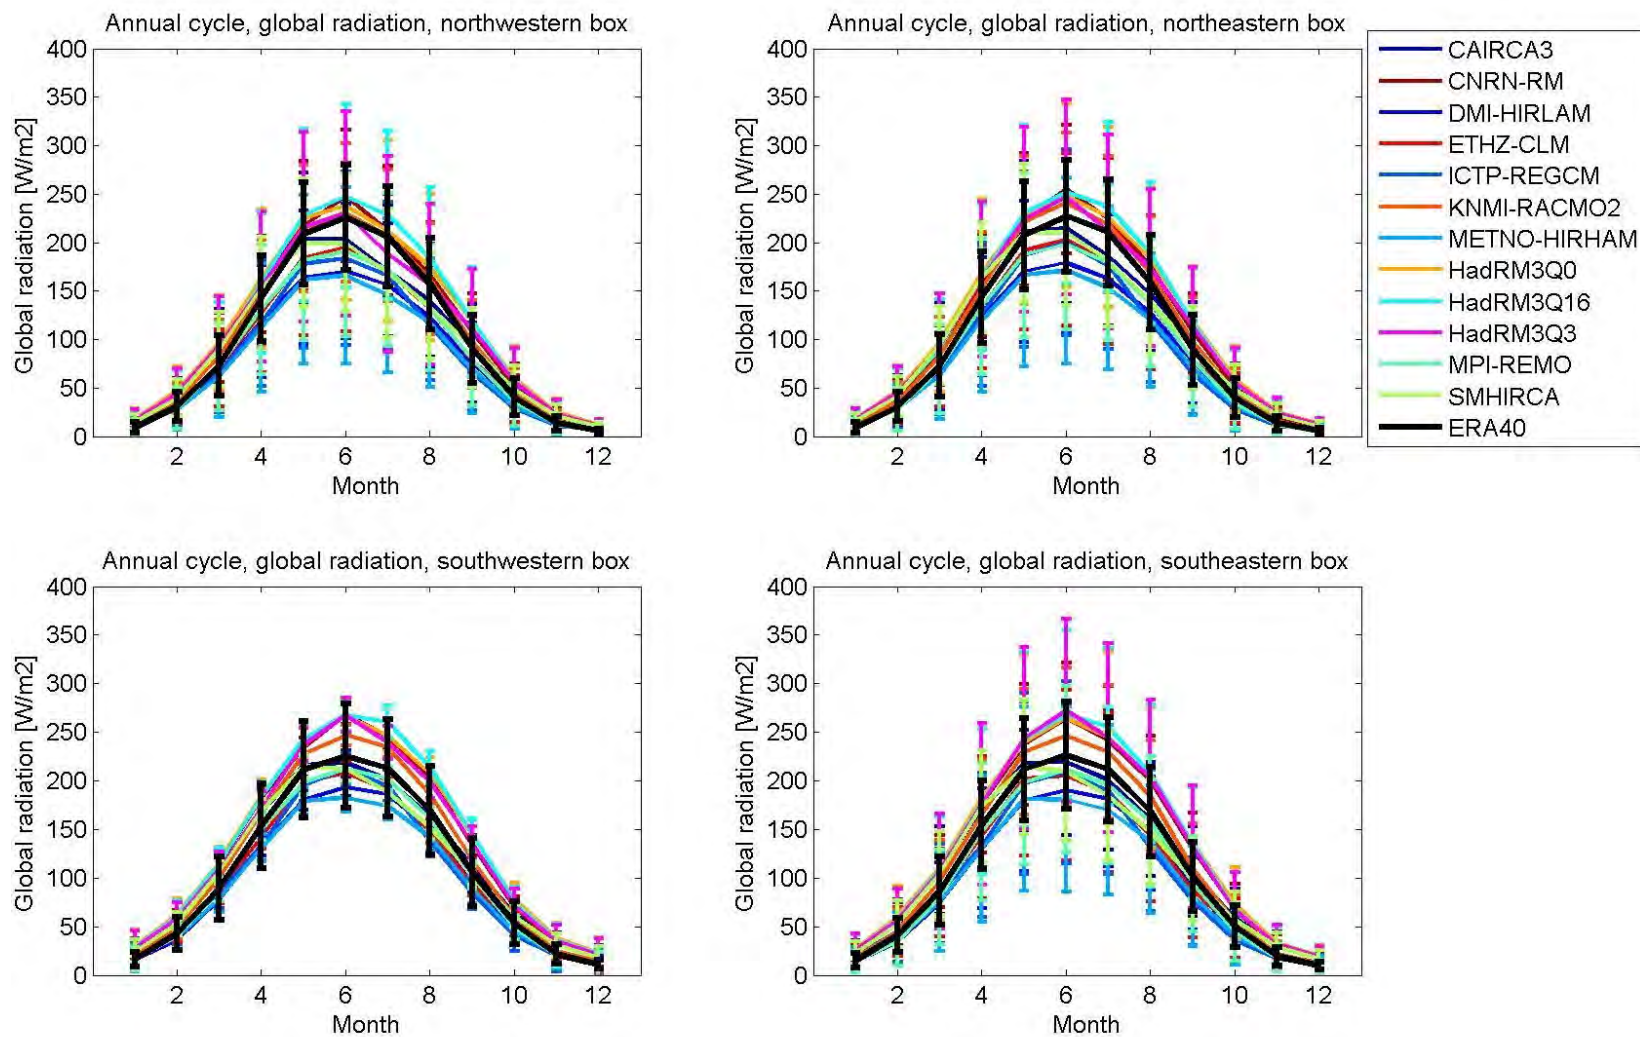 Annual cycle, global radiation, northwestern box
400
350
300
250
200
150
100
50
0
Global radiation [W/m2]
2 4 6 8 10 12
Month
Annual cycle, global radiation, northeastern box
400
350
300
250
200
150
100
50
0
Global radiation [W/m2]
2 4 6 8 10 12
Month
CAIRCA3
CNRN-RM
DMI-HIRLAM
ETHZ-CLM
ICTP-REGCM
KNMI-RACMO2
METNO-HIRHAM
HadRM3Q0
HadRM3Q16
HadRM3Q3
MPI-REMO
SMHIRCA
ERA40
Annual cycle, global radiation, southwestern box
400
350
300
250
200
150
100
50
0
Global radiation [W/m2]
2 4 6 8 10 12
Month
Annual cycle, global radiation, southeastern box
400
350
300
250
200
150
100
50
0
Global radiation [W/m2]
2 4 6 8 10 12
Month